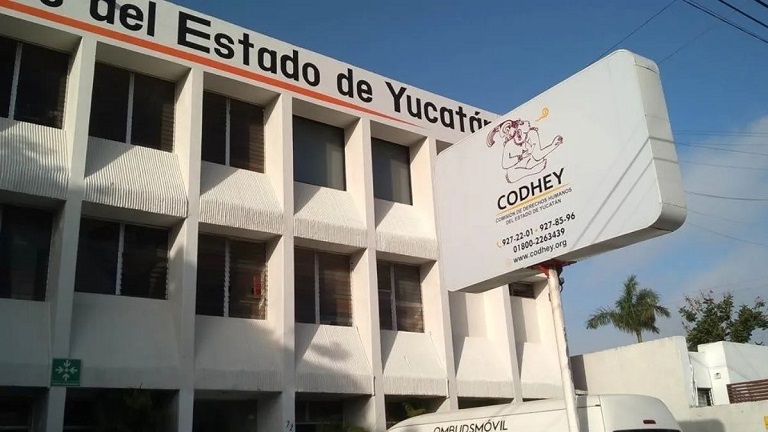 del Estado de Yucatán
CODHEY
COMISIÓN DE DERECHOS HUMANOS
DEL ESTADO DE YUCATÁN
927-22-01 • 927-85-96
01800-2263439
www.codhey.org
OMBUDSMÓVIL